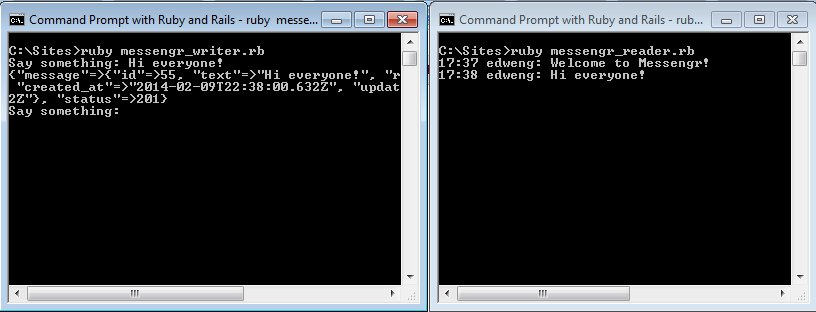 Command Prompt with Ruby and Rails - ruby messe...
C:\Sites>ruby messengr_writer.rb
Say something: Hi everyone!
{"message"=>{"id"=>55, "text"=>"Hi everyone!", "r
"created_at"=>"2014-02-09T22:38:00.632Z", "updat
2Z"}, "status"=>201}
Say something:
Command Prompt with Ruby and Rails - rub...
C:\Sites>ruby messengr_reader.rb
17:37 edweng: Welcome to Messengr!
17:38 edweng: Hi everyone!